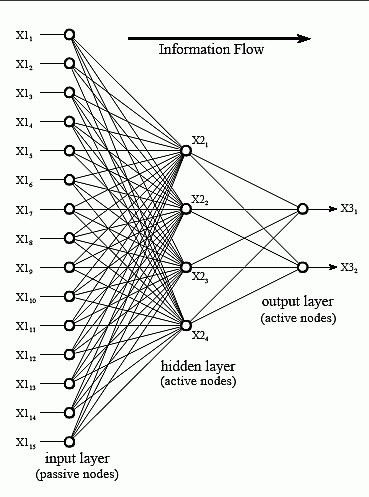 Information Flow
X1₁
X1₂
X1₃
X1₄
X1₅
X1₆
X1₇
X1₈
X1₉
X1₁₀
X1₁₁
X1₁₂
X1₁₃
X1₁₄
X1₁₅
X2₁
X2₂
X2₃
X2₄
X3₁
X3₂
input layer
(passive nodes)
hidden layer
(active nodes)
output layer
(active nodes)